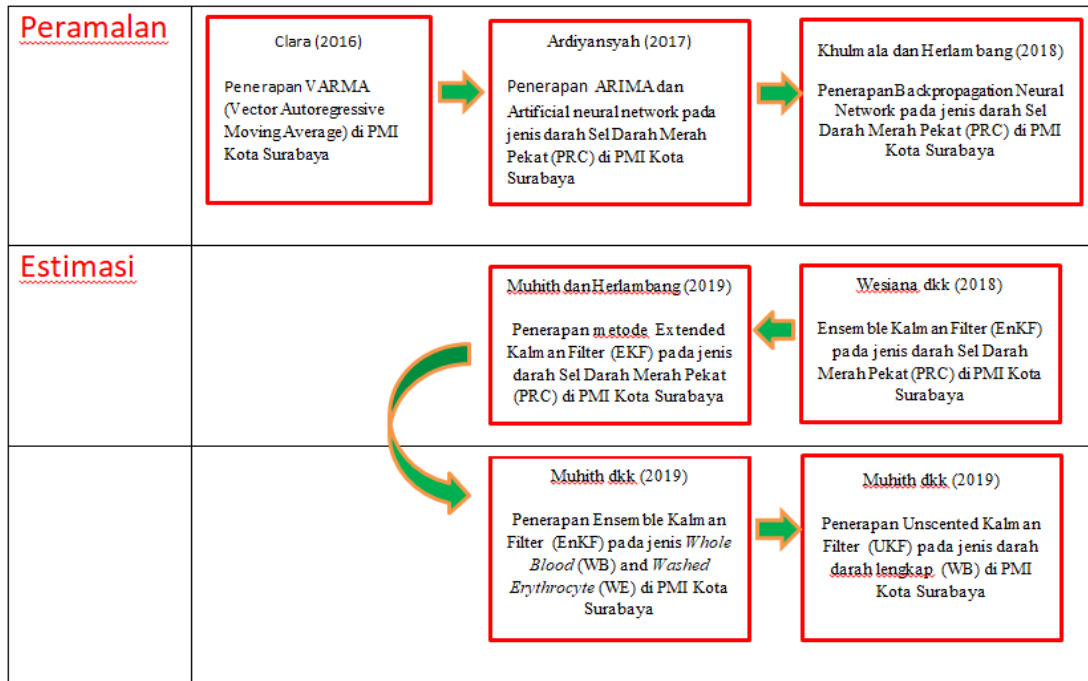 Peramalan
Clara (2016)
Penerapan VARMA
(Vector Autoregressive
Moving Average) di PMI
Kota Surabaya
Ardiyansyah (2017)
Penerapan ARIMA dan
Artificial neural network pada
jenis darah Sel Darah Merah
Pekat (PRC) di PMI Kota
Surabaya
Khulmala dan Herlambang (2018)
Penerapan Backpropagation Neural
Network pada jenis darah Sel
Darah Merah Pekat (PRC) di PMI
Kota Surabaya
Estimasi
Muhith dan Herlambang (2019)
Penerapan metode Extended
Kalman Filter (EKF) pada jenis
darah Sel Darah Merah Pekat
(PRC) di PMI Kota Surabaya
Wesiana dkk (2018)
Ensemble Kalman Filter (EnKF)
pada jenis darah Sel Darah
Merah Pekat (PRC) di PMI Kota
Surabaya
Muhith dkk (2019)
Penerapan Ensemble Kalman
Filter (EnKF) pada jenis Whole
Blood (WB) and Washed
Erythrocyte (WE) di PMI Kota
Surabaya
Muhith dkk (2019)
Penerapan Unscented Kalman
Filter (UKF) pada jenis darah
darah lengkap (WB) di PMI
Kota Surabaya